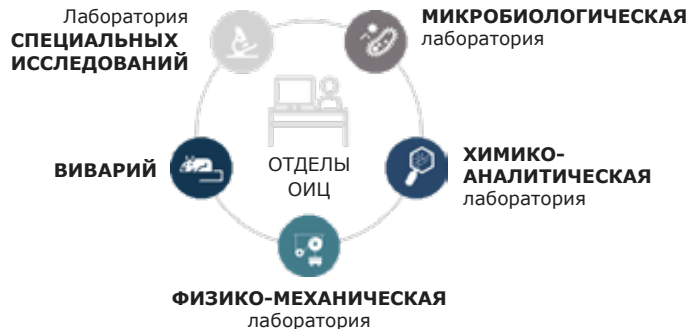 Лаборатория
СПЕЦИАЛЬНЫХ
ИССЛЕДОВАНИЙ
МИКРОБИОЛОГИЧЕСКАЯ
лаборатория
ВИВАРИЙ
ОТДЕЛЫ
ОИЦ
ХИМИКО-
АНАЛИТИЧЕСКАЯ
лаборатория
ФИЗИКО-МЕХАНИЧЕСКАЯ
лаборатория